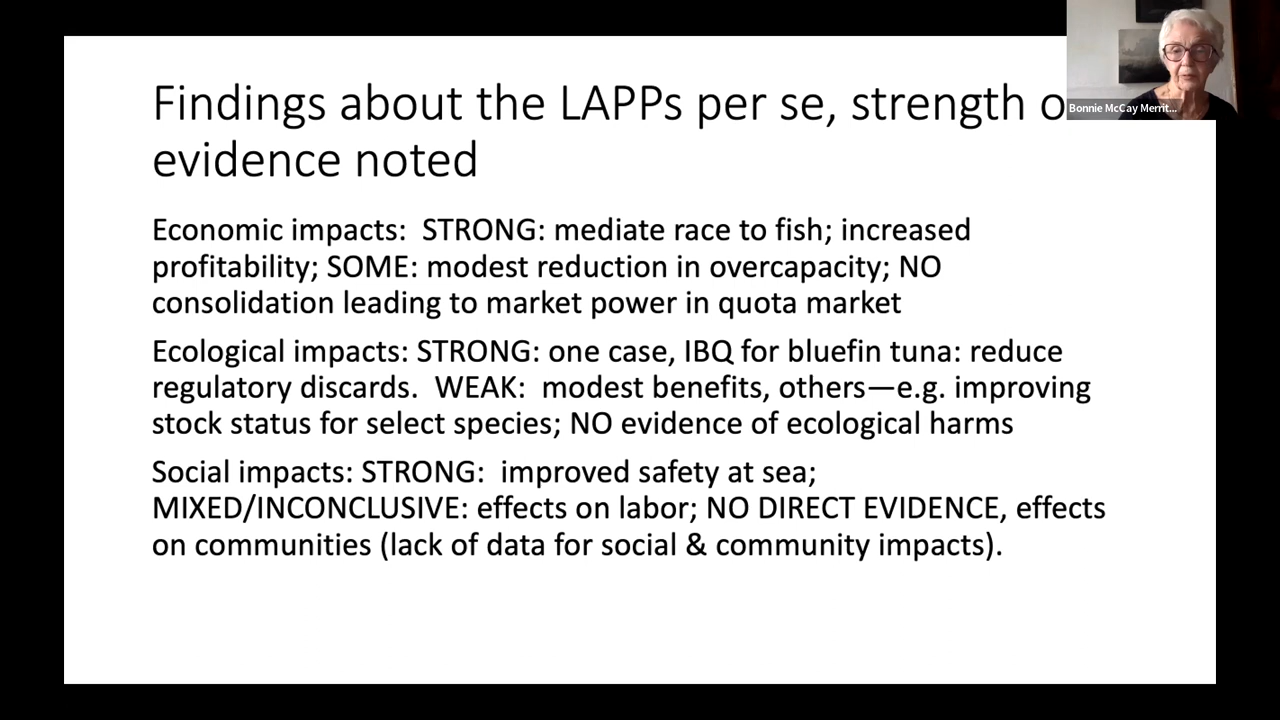 Findings about the LAPPs per se, strength o
evidence noted
Bonnie McCay Merrit...
Economic impacts:  STRONG: mediate race to fish; increased
profitability; SOME: modest reduction in overcapacity; NO
consolidation leading to market power in quota market
Ecological impacts: STRONG: one case, IBQ for bluefin tuna: reduce
regulatory discards.  WEAK:  modest benefits, others—e.g. improving
stock status for select species; NO evidence of ecological harms
Social impacts: STRONG:  improved safety at sea;
MIXED/INCONCLUSIVE: effects on labor; NO DIRECT EVIDENCE, effects
on communities (lack of data for social & community impacts).